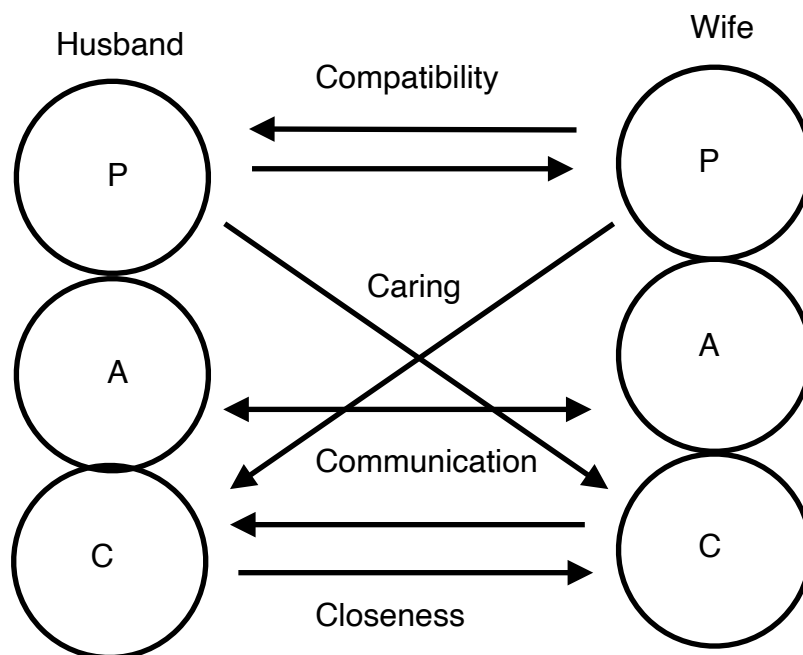 Husband
Wife
Compatibility
P
P
Caring
A
A
Communication
C
C
Closeness